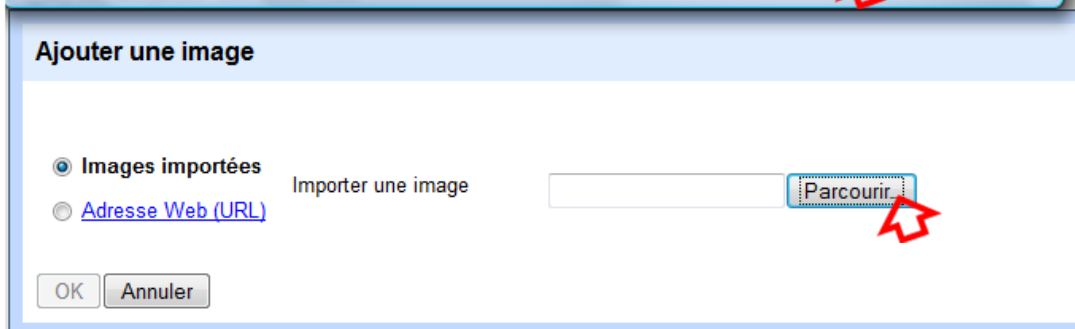 Ajouter une image
Images importées
Importer une image
Parcourir...
Adresse Web (URL)
OK
Annuler